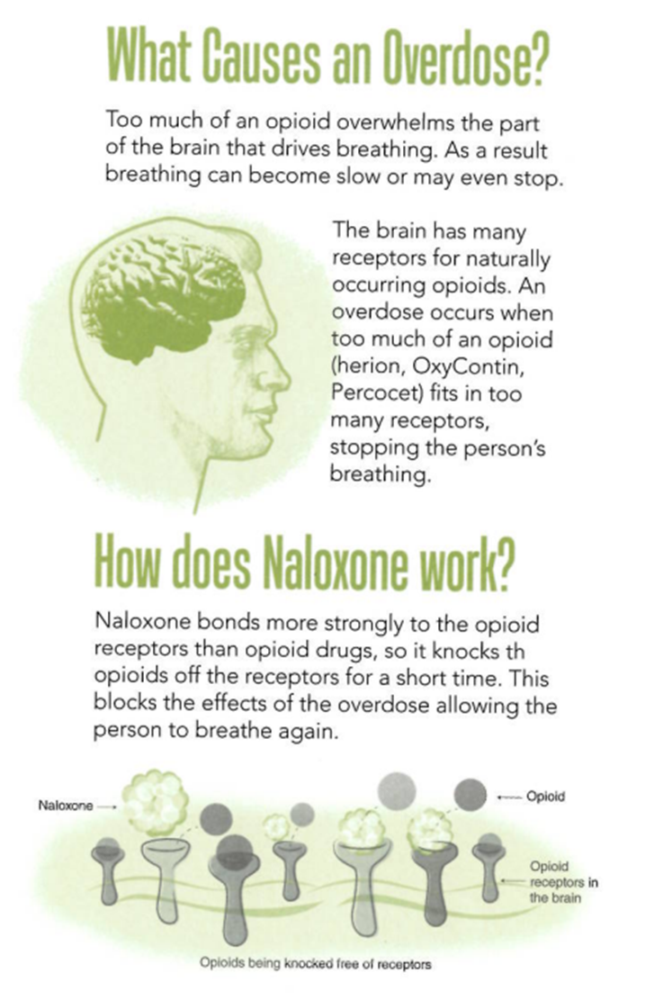 What Causes an Overdose?
Too much of an opioid overwhelms the part
of the brain that drives breathing. As a result
breathing can become slow or may even stop.
The brain has many
receptors for naturally
occurring opioids. An
overdose occurs when
too much of an opioid
(herion, OxyContin,
Percocet) fits in too
many receptors,
stopping the person's
breathing.
How does Naloxone work?
Naloxone bonds more strongly to the opioid
receptors than opioid drugs, so it knocks th
opioids off the receptors for a short time. This
blocks the effects of the overdose allowing the
person to breathe again.
Naloxone
Opioid
Opioid
receptors in
the brain
Opioids being knocked free of receptors